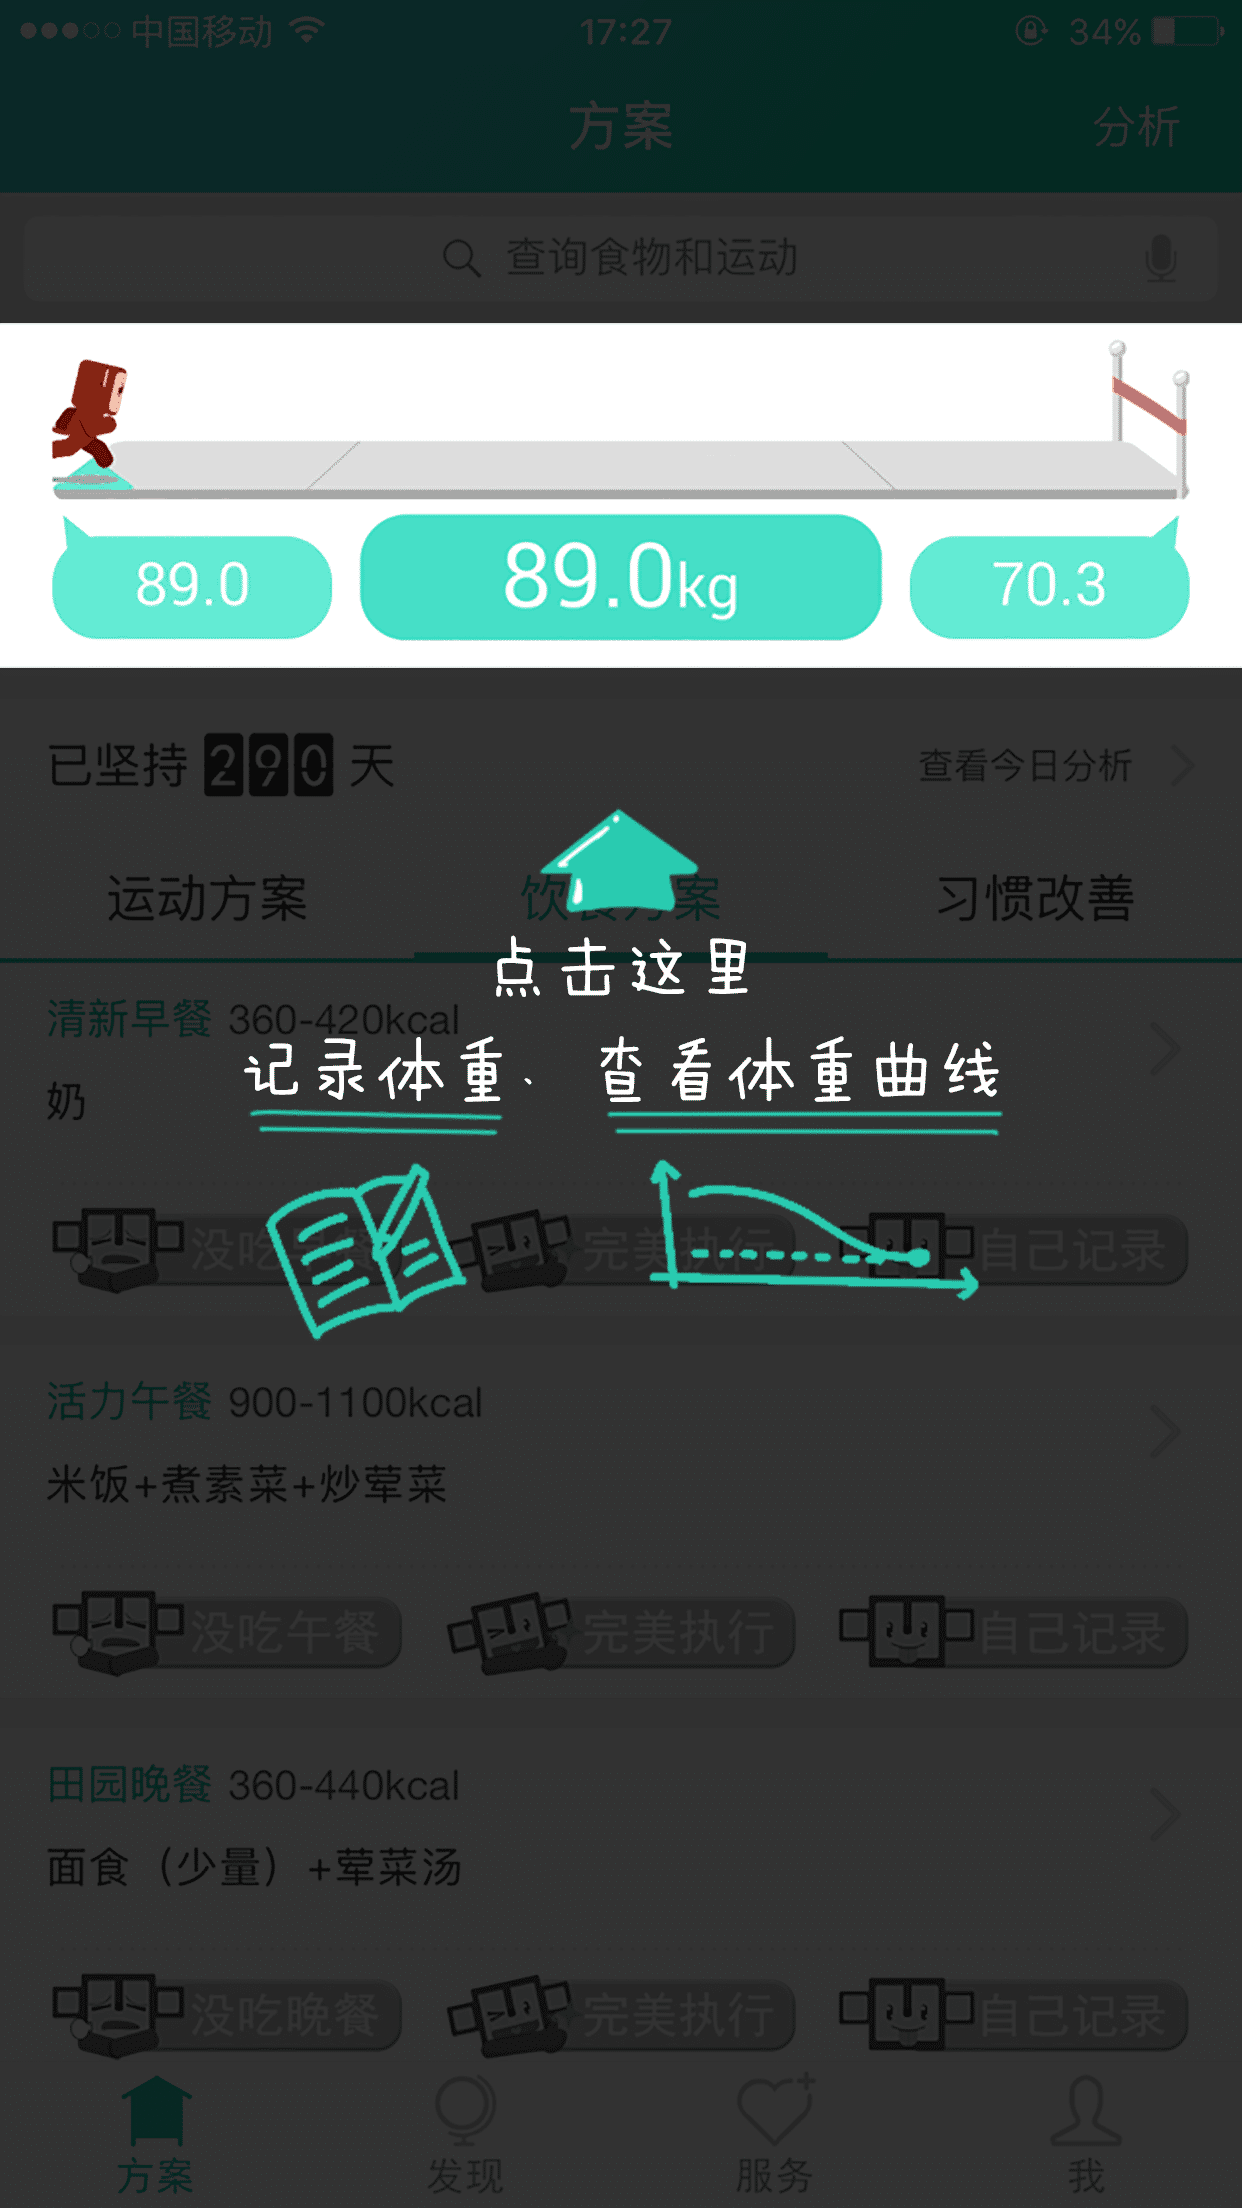 中国移动 17:27 34%
方案 分析
查询食物和运动
89.0 89.0kg 70.3
已坚持 290 天 查看今日分析
运动方案 饮食方案 习惯改善
点击这里
清新早餐 360-420kcal
记录体重、查看体重曲线
奶
没吃早餐 完美执行 自己记录
活力午餐 900-1100kcal
米饭+煮素菜+炒荤菜
没吃午餐 完美执行 自己记录
田园晚餐 360-440kcal
面食（少量）+荤菜汤
没吃晚餐 完美执行 自己记录
方案 发现 服务 我